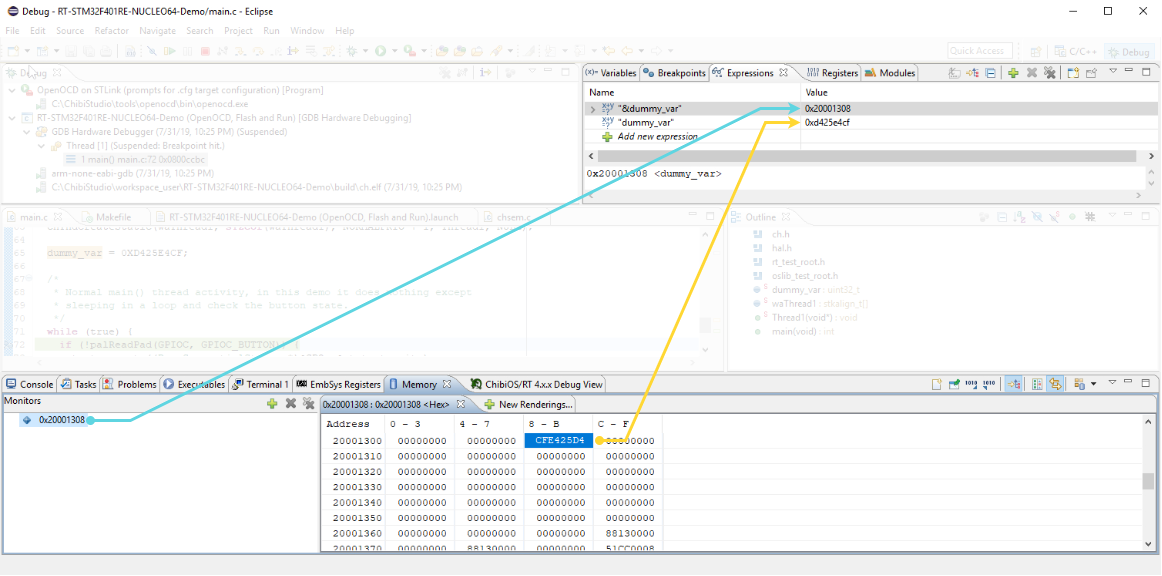 Debug - RT-STM32F401RE-NUCLEO64-Demo/main.c - Eclipse
File Edit Source Refactor Navigate Search Project Run Window Help
Quick Access C/C++ Debug
Debug
OpenOCD on STLink (prompts for .cfg target configuration) [Program]
C:\ChibiStudio\tools\openocd\bin\openocd.exe
RT-STM32F401RE-NUCLEO64-Demo (OpenOCD, Flash and Run) [GDB Hardware Debugging]
GDB Hardware Debugger (7/31/19, 10:25 PM) (Suspended)
Thread [1] (Suspended: Breakpoint hit.)
1 main() main.c:72 0x0800ccbc
arm-none-eabi-gdb (7/31/19, 10:25 PM)
C:\ChibiStudio\workspace_user\RT-STM32F401RE-NUCLEO64-Demo\build\ch.elf (7/31/19, 10:25 PM)
(x)= Variables Breakpoints Expressions Registers Modules
Name Value
"&dummy_var" 0x20001308
"dummy_var" 0xd425e4cf
Add new expression
0x20001308 <dummy_var>
main.c Makefile RT-STM32F401RE-NUCLEO64-Demo (OpenOCD, Flash and Run).launch chsem.c
64
65 dummy_var = 0XD425E4CF;
66
67 /*
68 * Normal main() thread activity, in this demo it does nothing except
69 * sleeping in a loop and check the button state.
70 */
71 while (true) {
72 if (!palReadPad(GPIOC, GPIOC_BUTTON)) {
Outline
ch.h
hal.h
rt_test_root.h
oslib_test_root.h
dummy_var : uint32_t
waThread1 : stkalign_t[]
Thread1(void*) : void
main(void) : int
Console Tasks Problems Executables Terminal 1 EmbSys Registers Memory ChibiOS/RT 4.x.x Debug View
Monitors
0x20001308
0x20001308 : 0x20001308 <Hex> New Renderings...
Address 0 - 3 4 - 7 8 - B C - F
20001300 00000000 00000000 CFE425D4 00000000
20001310 00000000 00000000 00000000 00000000
20001320 00000000 00000000 00000000 00000000
20001330 00000000 00000000 00000000 00000000
20001340 00000000 00000000 00000000 00000000
20001350 00000000 00000000 00000000 00000000
20001360 00000000 00000000 00000000 88130000
20001370 00000000 88130000 00000000 51CC0008